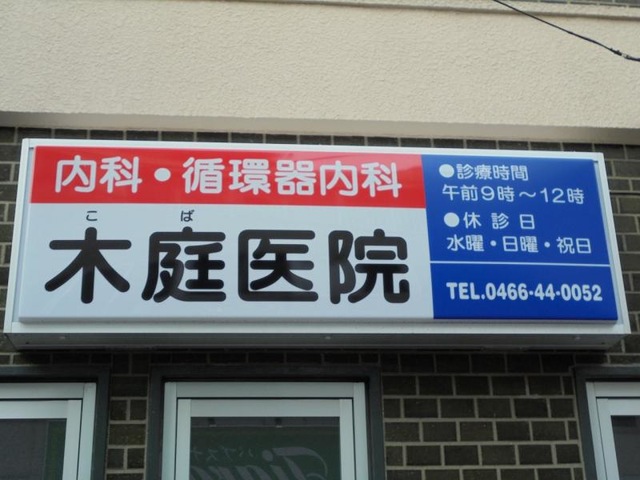 内科・循環器内科
こば
木庭医院
●診療時間
午前9時〜12時
●休診日
水曜・日曜・祝日
TEL.0466-44-0052